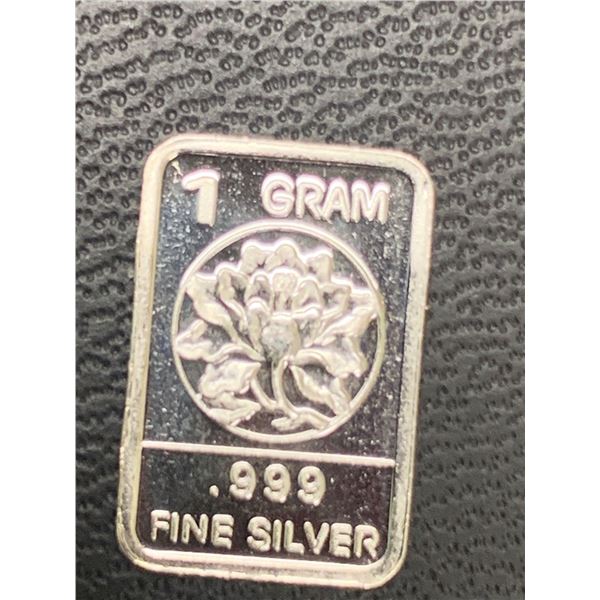 1 GRAM
.999
FINE SILVER